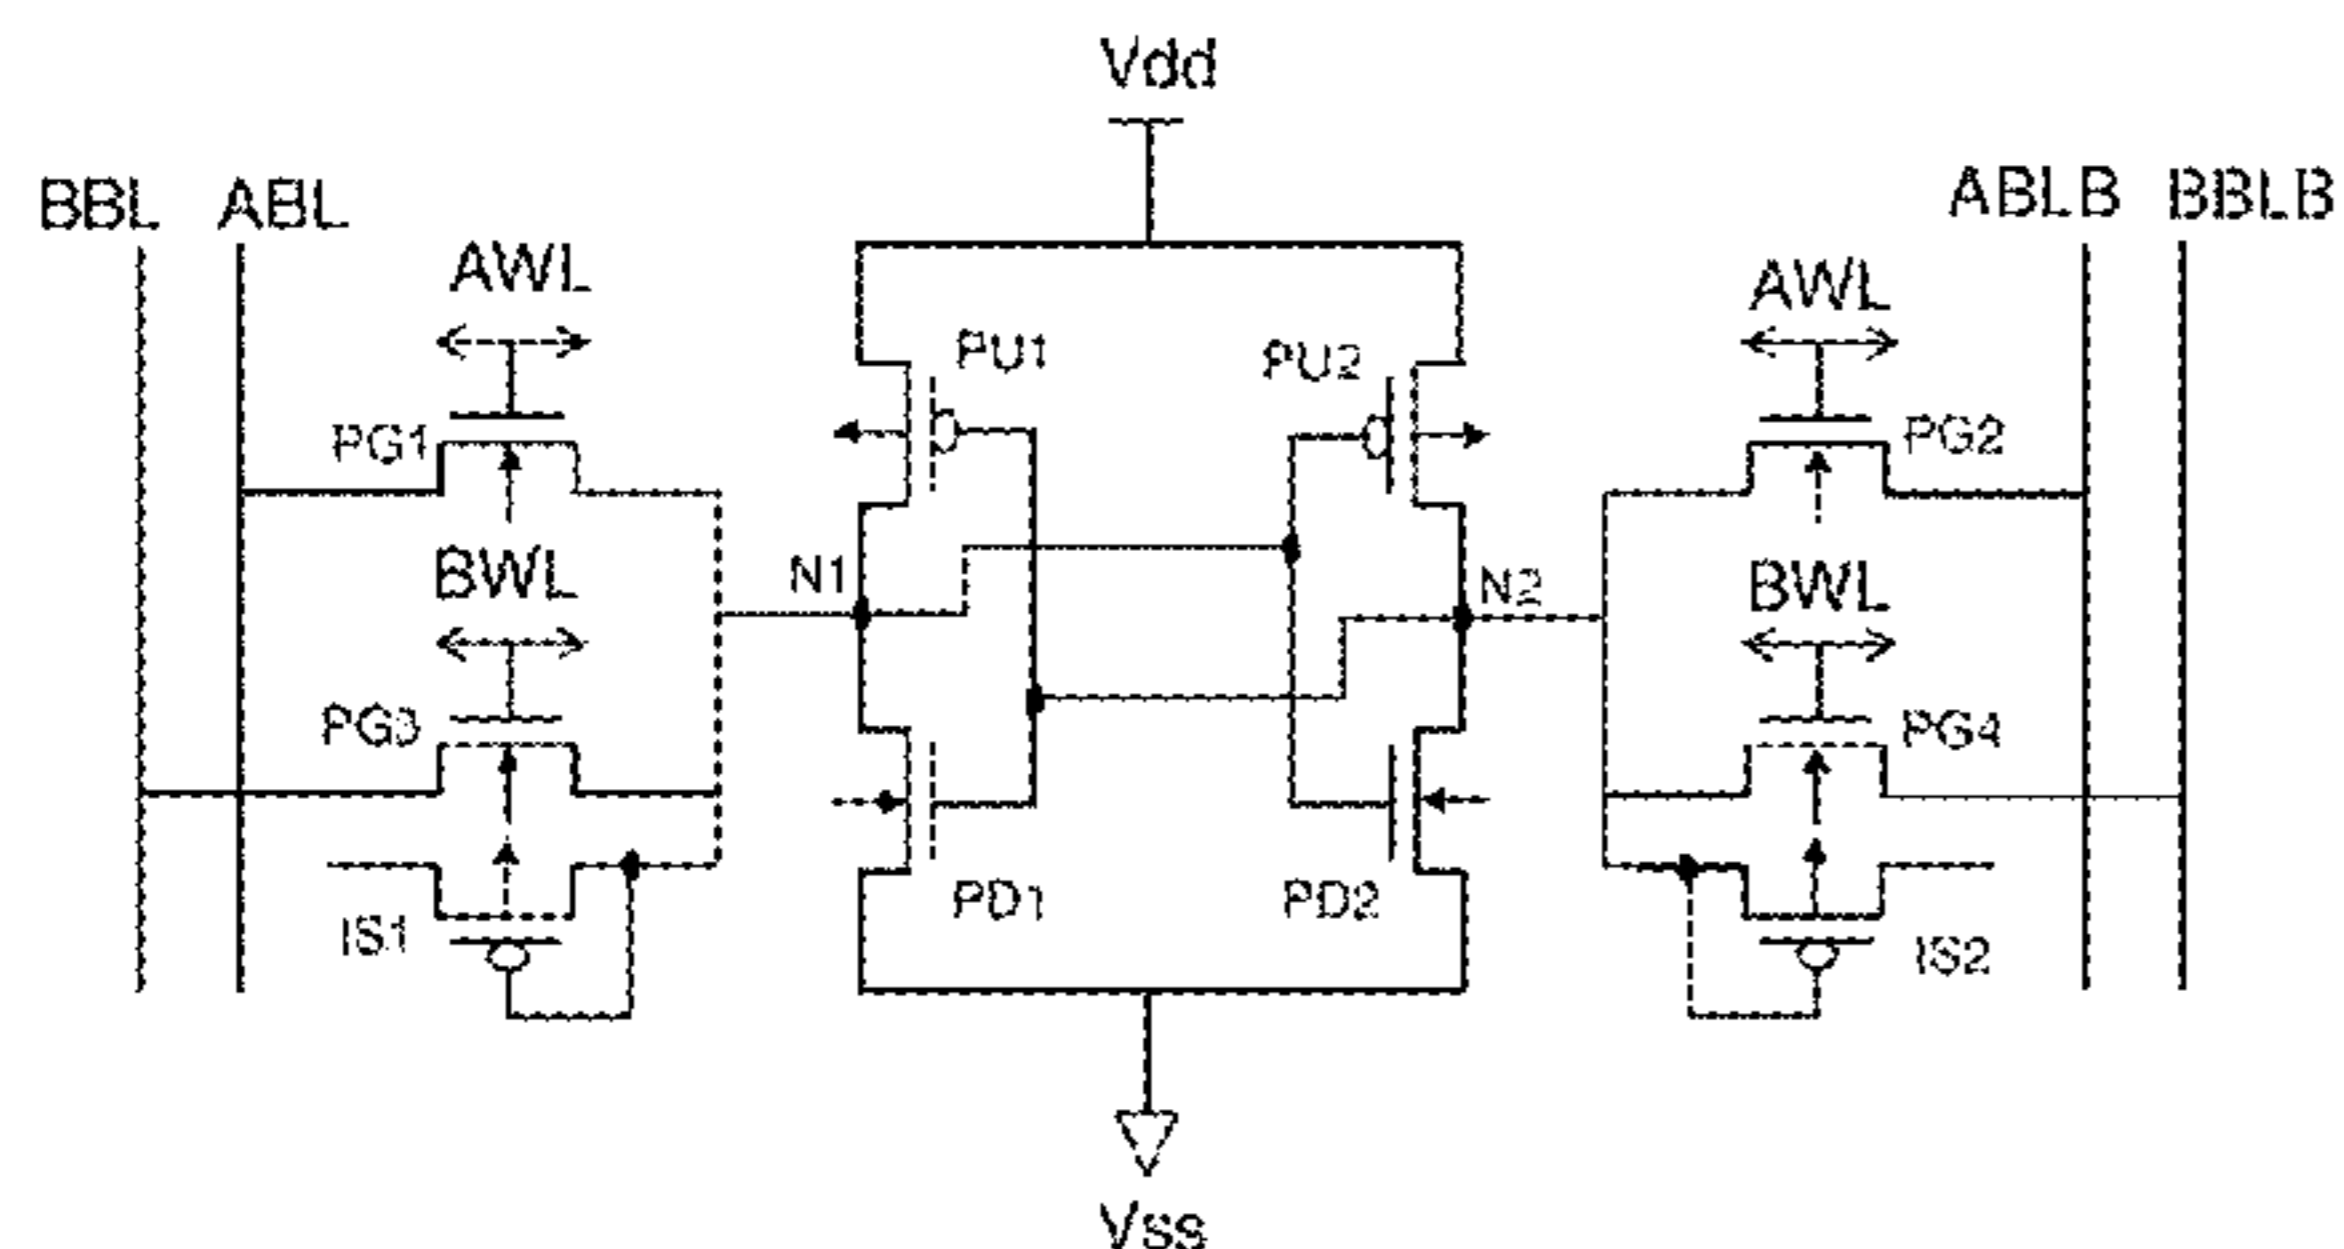 Vdd
BBL ABL
ABLB BBLB
AWL
AWL
PU1
PU2
PG1
PG2
BWL
N1
N2
BWL
PG3
PG4
PD1
PD2
IS1
IS2
Vss